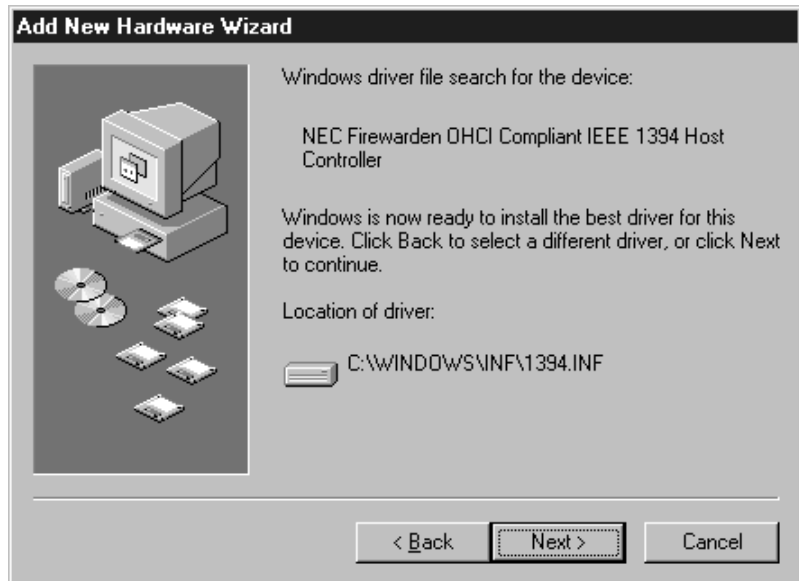 Add New Hardware Wizard
Windows driver file search for the device:
NEC Firewarden OHCI Compliant IEEE 1394 Host
Controller
Windows is now ready to install the best driver for this
device. Click Back to select a different driver, or click Next
to continue.
Location of driver:
C:\WINDOWS\INF\1394.INF
< Back
Next >
Cancel